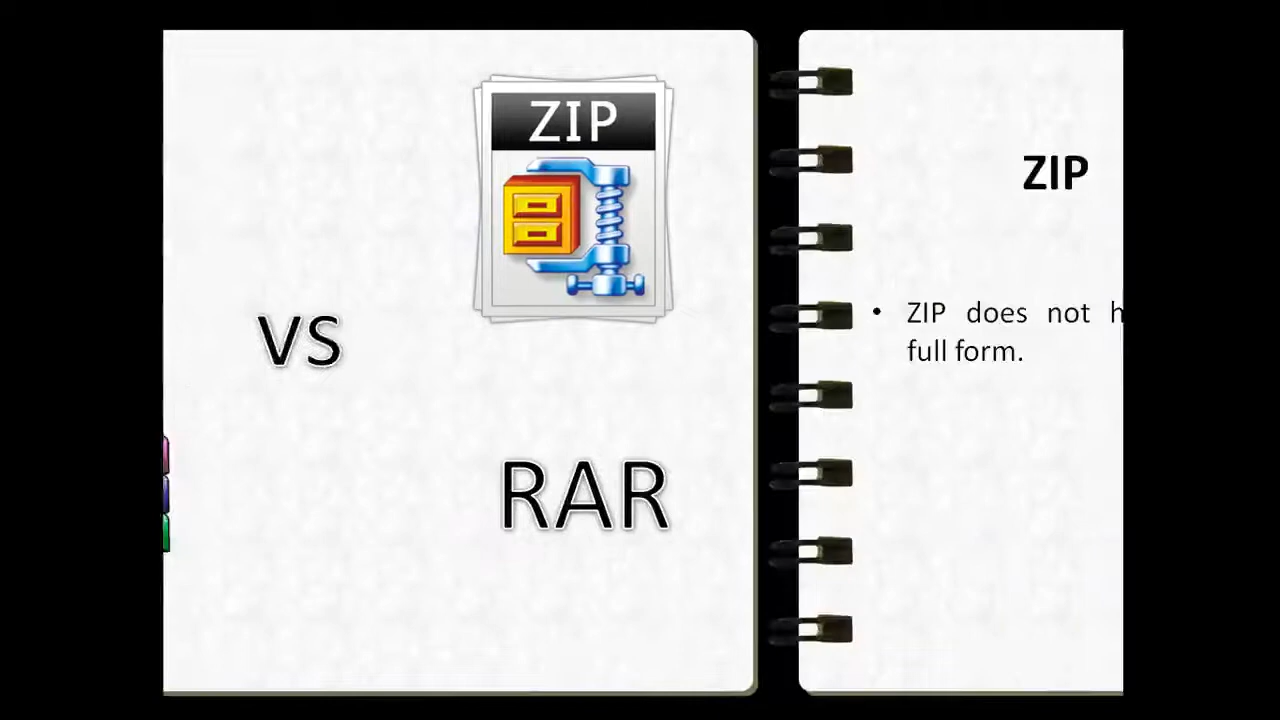 ZIP
VS
RAR
ZIP
• ZIP does not h
full form.